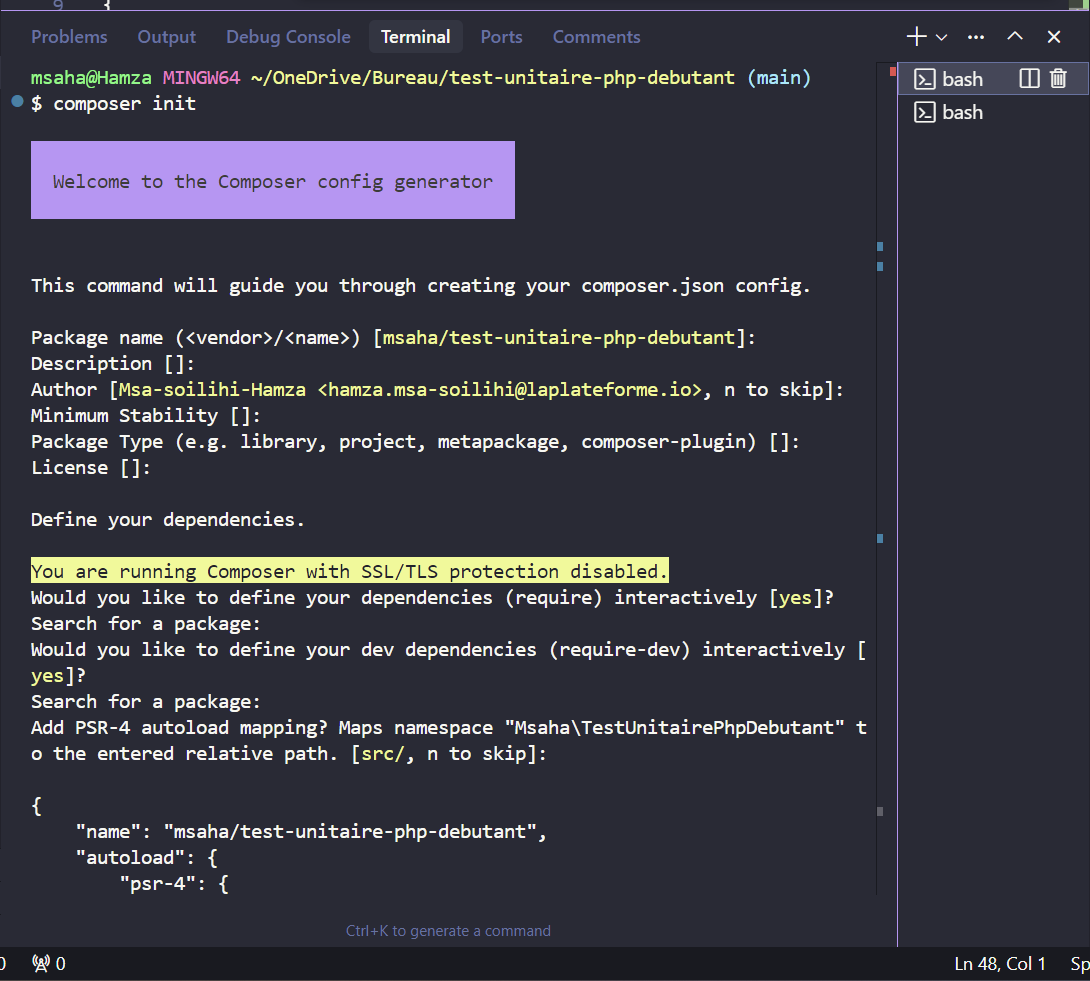 9 {
Problems Output Debug Console Terminal Ports Comments
msaha@Hamza MINGW64 ~/OneDrive/Bureau/test-unitaire-php-debutant (main)
$ composer init
bash
bash
Welcome to the Composer config generator
This command will guide you through creating your composer.json config.
Package name (<vendor>/<name>) [msaha/test-unitaire-php-debutant]:
Description []:
Author [Msa-soilihi-Hamza <hamza.msa-soilihi@laplateforme.io>, n to skip]:
Minimum Stability []:
Package Type (e.g. library, project, metapackage, composer-plugin) []:
License []:
Define your dependencies.
You are running Composer with SSL/TLS protection disabled.
Would you like to define your dependencies (require) interactively [yes]?
Search for a package:
Would you like to define your dev dependencies (require-dev) interactively [
yes]?
Search for a package:
Add PSR-4 autoload mapping? Maps namespace "Msaha\TestUnitairePhpDebutant" t
o the entered relative path. [src/, n to skip]:
{
    "name": "msaha/test-unitaire-php-debutant",
    "autoload": {
        "psr-4": {
Ctrl+K to generate a command
0 0 Ln 48, Col 1 Sp